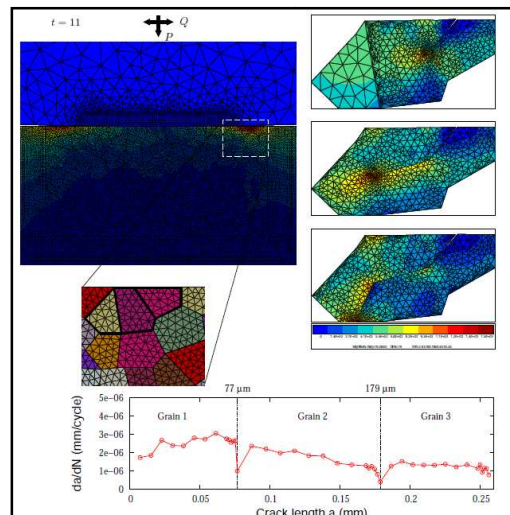 t = 11
Q
P
77 µm
179 µm
5e-06
4e-06
3e-06
2e-06
1e-06
0
da/dN (mm/cycle)
Grain 1
Grain 2
Grain 3
0
0.05
0.1
0.15
0.2
0.25
Crack length a (mm)